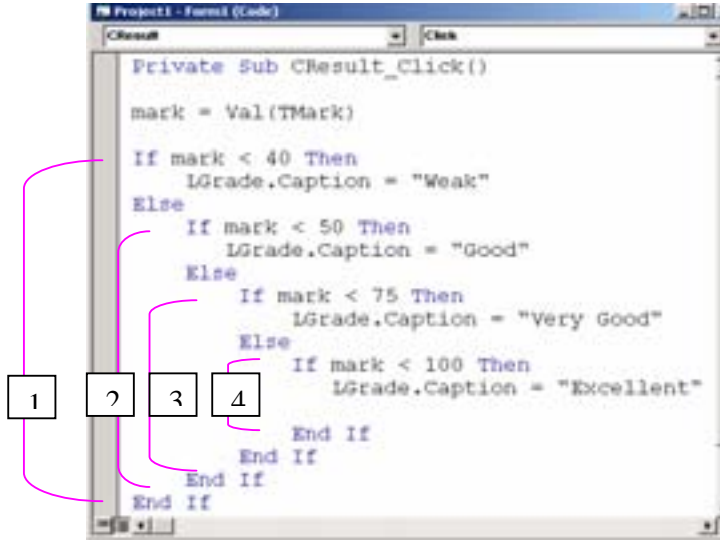 Project1 - Form1 (Code)
CResult Click
Private Sub CResult_Click()
mark = Val(TMark)
If mark < 40 Then
LGrade.Caption = "Weak"
Else
If mark < 50 Then
LGrade.Caption = "Good"
Else
If mark < 75 Then
LGrade.Caption = "Very Good"
Else
If mark < 100 Then
LGrade.Caption = "Excellent"
1 2 3 4
End If
End If
End If
End If